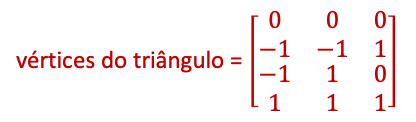 vértices do triângulo = [0 0 0
−1 −1 1
−1 1 0
1 1 1]